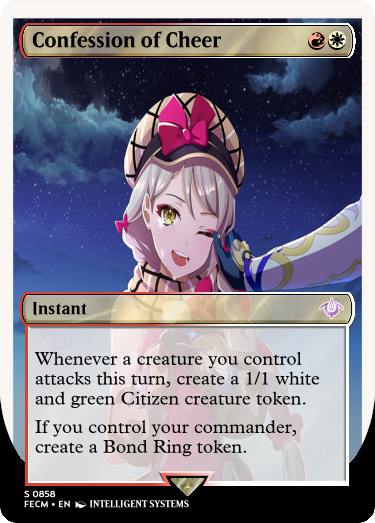 Confession of Cheer
Instant
Whenever a creature you control
attacks this turn, create a 1/1 white
and green Citizen creature token.
If you control your commander,
create a Bond Ring token.
S 0858
FECM • EN INTELLIGENT SYSTEMS